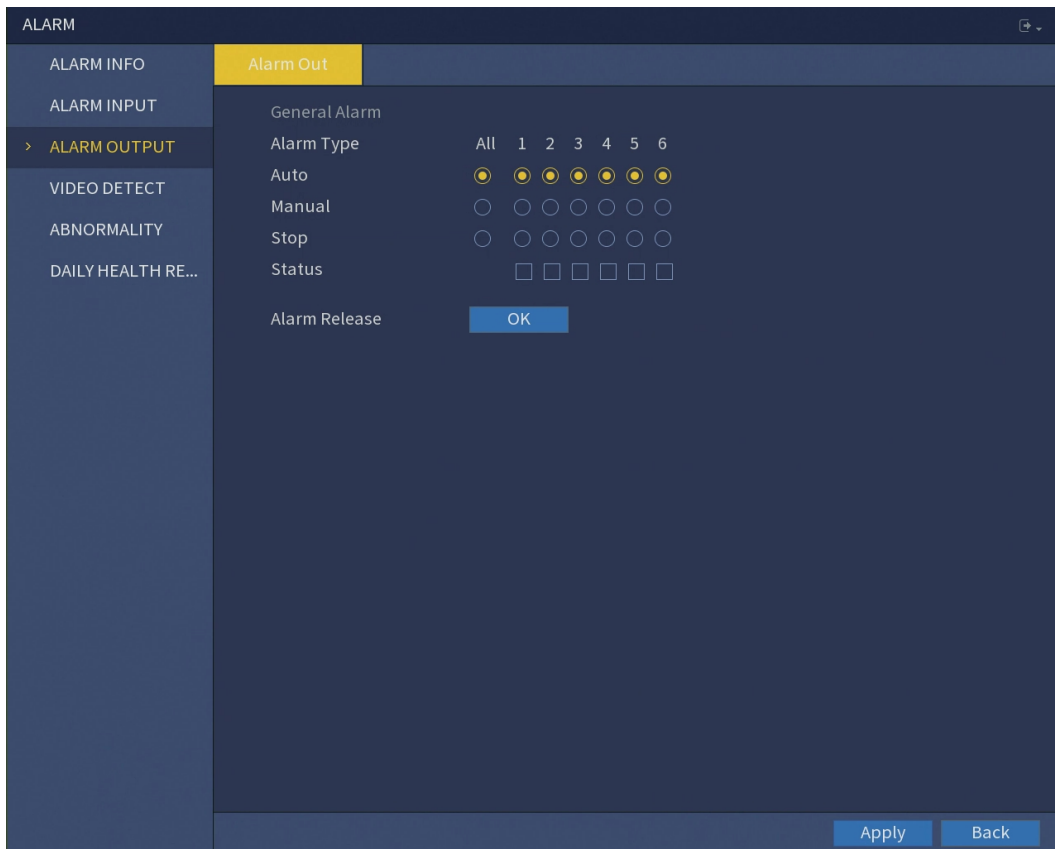 ALARM
ALARM INFO
ALARM INPUT
> ALARM OUTPUT
VIDEO DETECT
ABNORMALITY
DAILY HEALTH RE...
Alarm Out
General Alarm
Alarm Type All 1 2 3 4 5 6
Auto
Manual
Stop
Status
Alarm Release OK
Apply Back